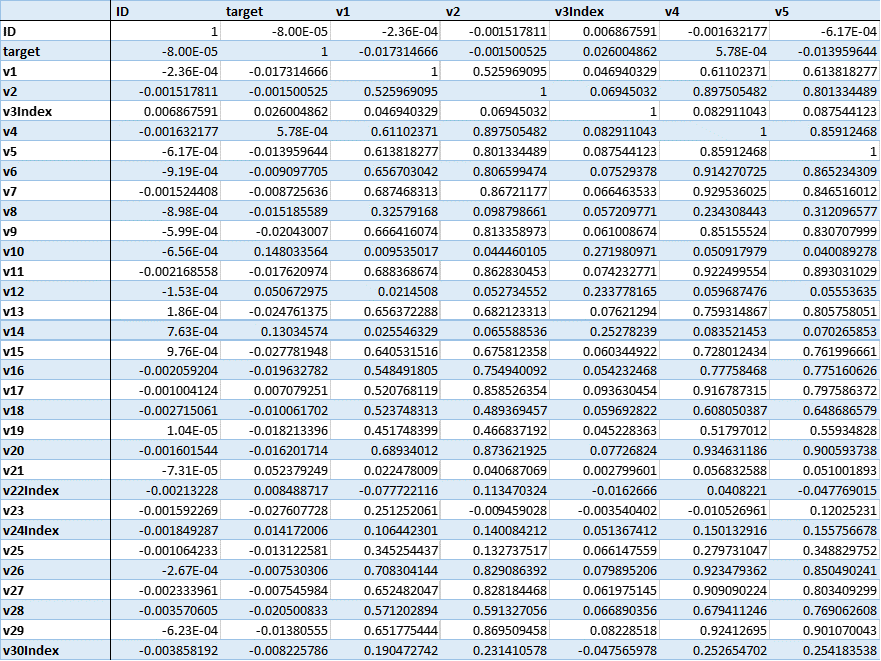 ID target v1 v2 v3Index v4 v5
ID 1 -8.00E-05 -2.36E-04 -0.001517811 0.006867591 -0.001632177 -6.17E-04
target -8.00E-05 1 -0.017314666 -0.001500525 0.026004862 5.78E-04 -0.013959644
v1 -2.36E-04 -0.017314666 1 0.525969095 0.046940329 0.61102371 0.613818277
v2 -0.001517811 -0.001500525 0.525969095 1 0.06945032 0.897505482 0.801334489
v3Index 0.006867591 0.026004862 0.046940329 0.06945032 1 0.082911043 0.087544123
v4 -0.001632177 5.78E-04 0.61102371 0.897505482 0.082911043 1 0.85912468
v5 -6.17E-04 -0.013959644 0.613818277 0.801334489 0.087544123 0.85912468 1
v6 -9.19E-04 -0.009097705 0.656703042 0.806599474 0.07529378 0.914270725 0.865234309
v7 -0.001524408 -0.008725636 0.687468313 0.86721177 0.066463533 0.929536025 0.846516012
v8 -8.98E-04 -0.015185589 0.32579168 0.098798661 0.057209771 0.234308443 0.312096577
v9 -5.99E-04 -0.02043007 0.666416074 0.813358973 0.061008674 0.85155524 0.830707999
v10 -6.56E-04 0.148033564 0.009535017 0.044460105 0.271980971 0.050917979 0.040089278
v11 -0.002168558 -0.017620974 0.688368674 0.862830453 0.074232771 0.922499554 0.893031029
v12 -1.53E-04 0.050672975 0.0214508 0.052734552 0.233778165 0.059687476 0.05553635
v13 1.86E-04 -0.024761375 0.656372288 0.682123313 0.07621294 0.759314867 0.805758051
v14 7.63E-04 0.13034574 0.025546329 0.065588536 0.25278239 0.083521453 0.070265853
v15 9.76E-04 -0.027781948 0.640531516 0.675812358 0.060344922 0.728012434 0.761996661
v16 -0.002059204 -0.019632782 0.548491805 0.754940092 0.054232468 0.77758468 0.775160626
v17 -0.001004124 0.007079251 0.520768119 0.858526354 0.093630454 0.916787315 0.797586372
v18 -0.002715061 -0.010061702 0.523748313 0.489369457 0.059692822 0.608050387 0.648686579
v19 1.04E-05 -0.018213396 0.451748399 0.466837192 0.045228363 0.51797012 0.55934828
v20 -0.001601544 -0.016201714 0.68934012 0.873621925 0.07726824 0.934631186 0.900593738
v21 -7.31E-05 0.052379249 0.022478009 0.040687069 0.002799601 0.056832588 0.051001893
v22Index -0.00213228 0.008488717 -0.077722116 0.113470324 -0.0162666 0.0408221 -0.047769015
v23 -0.001592269 -0.027607728 0.251252061 -0.009459028 -0.003540402 -0.010526961 0.12025231
v24Index -0.001849287 0.014172006 0.106442301 0.140084212 0.051367412 0.150132916 0.155756678
v25 -0.001064233 -0.013122581 0.345254437 0.132737517 0.066147559 0.279731047 0.348829752
v26 -2.67E-04 -0.007530306 0.708304144 0.829086392 0.079895206 0.923479362 0.850490241
v27 -0.002333961 -0.007545984 0.652482047 0.828184468 0.061975145 0.909090224 0.803409299
v28 -0.003570605 -0.020500833 0.571202894 0.591327056 0.066890356 0.679411246 0.769062608
v29 -6.23E-04 -0.01380555 0.651775444 0.869509458 0.08228518 0.92412695 0.901070043
v30Index -0.003858192 -0.008225786 0.190472742 0.231410578 -0.047565978 0.252654702 0.254183538